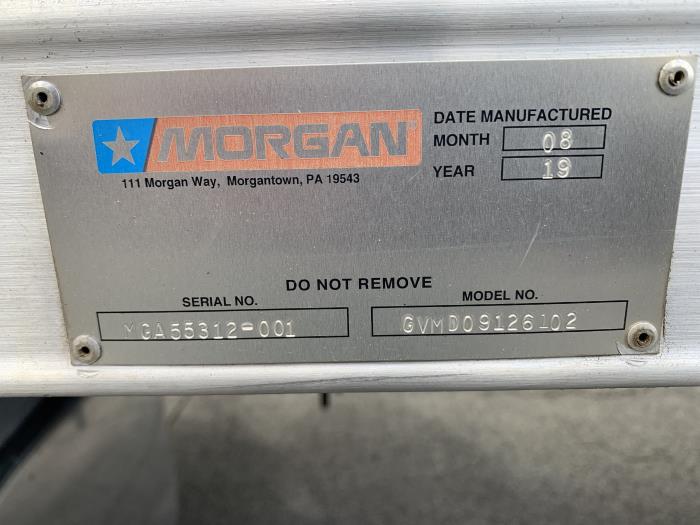 MORGAN
111 Morgan Way, Morgantown, PA 19543
DATE MANUFACTURED
MONTH 08
YEAR 19
DO NOT REMOVE
SERIAL NO.
MGA55312-001
MODEL NO.
GVMD09126102